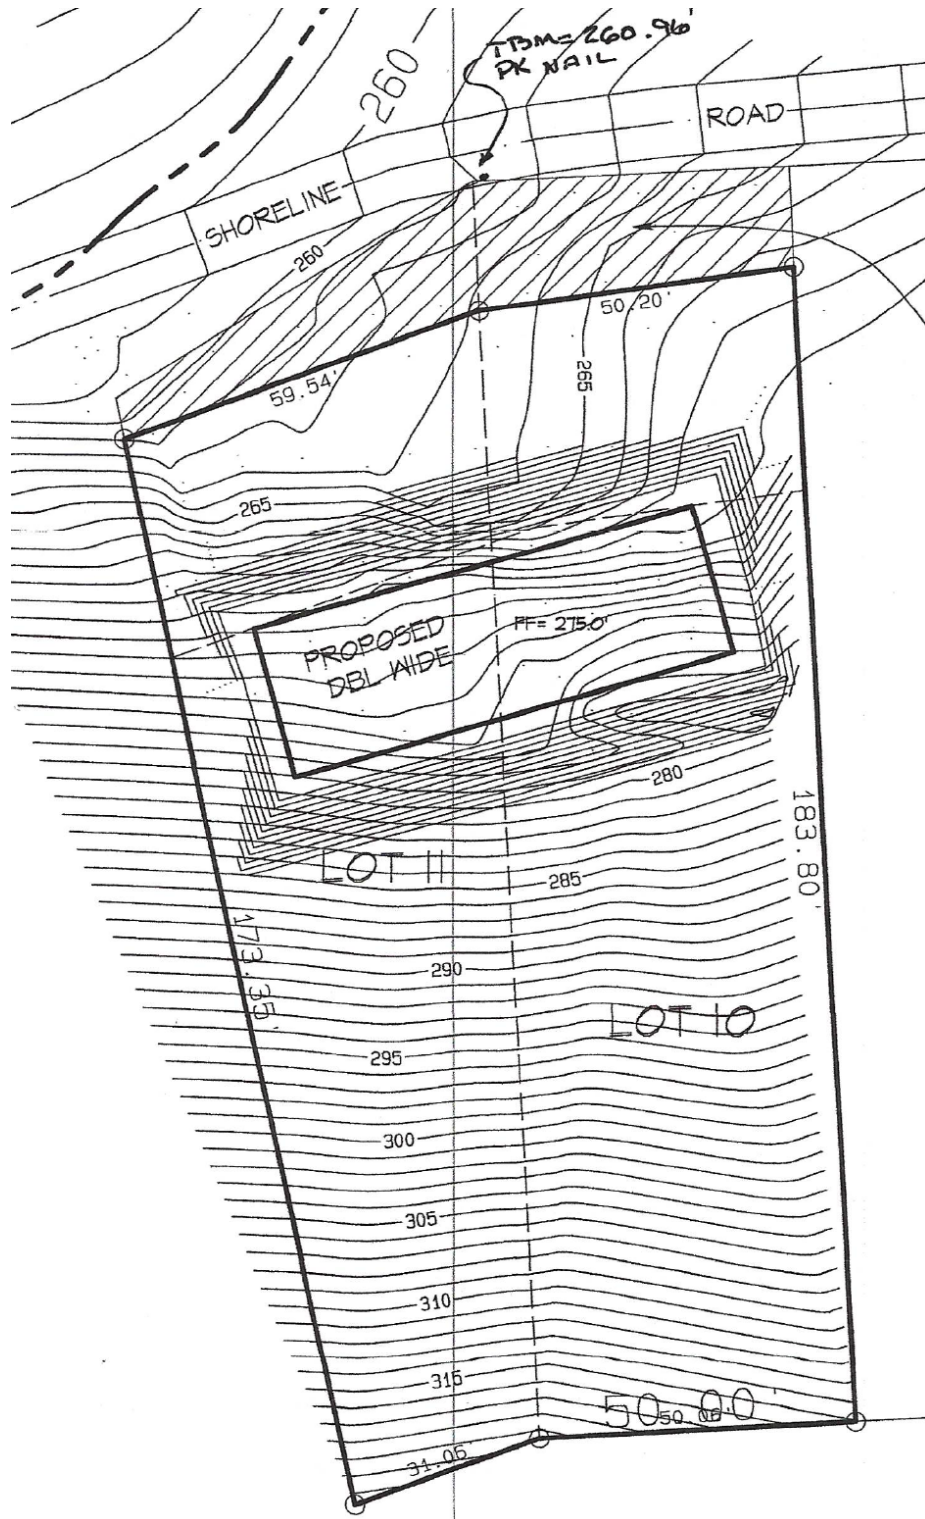 TBM= 260.96'
PK NAIL
260
ROAD
SHORELINE
260
50.20'
59.54'
265
265
PROPOSED
DBL WIDE
FF= 275.0'
280
183.80'
LOT 11
285
173.35'
290
LOT 10
295
300
305
310
315
50.00'
31.06'